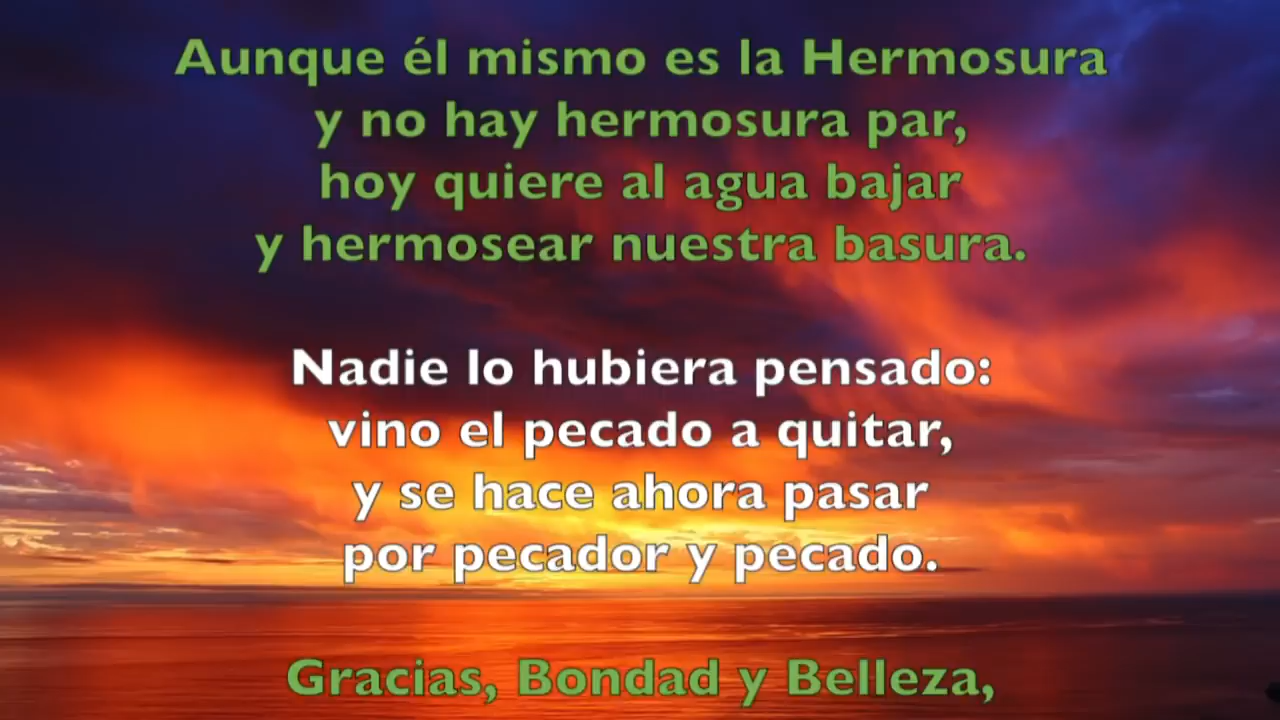 Aunque él mismo es la Hermosura
y no hay hermosura par,
hoy quiere al agua bajar
y hermosear nuestra basura.
Nadie lo hubiera pensado:
vino el pecado a quitar,
y se hace ahora pasar
por pecador y pecado.
Gracias, Bondad y Belleza,